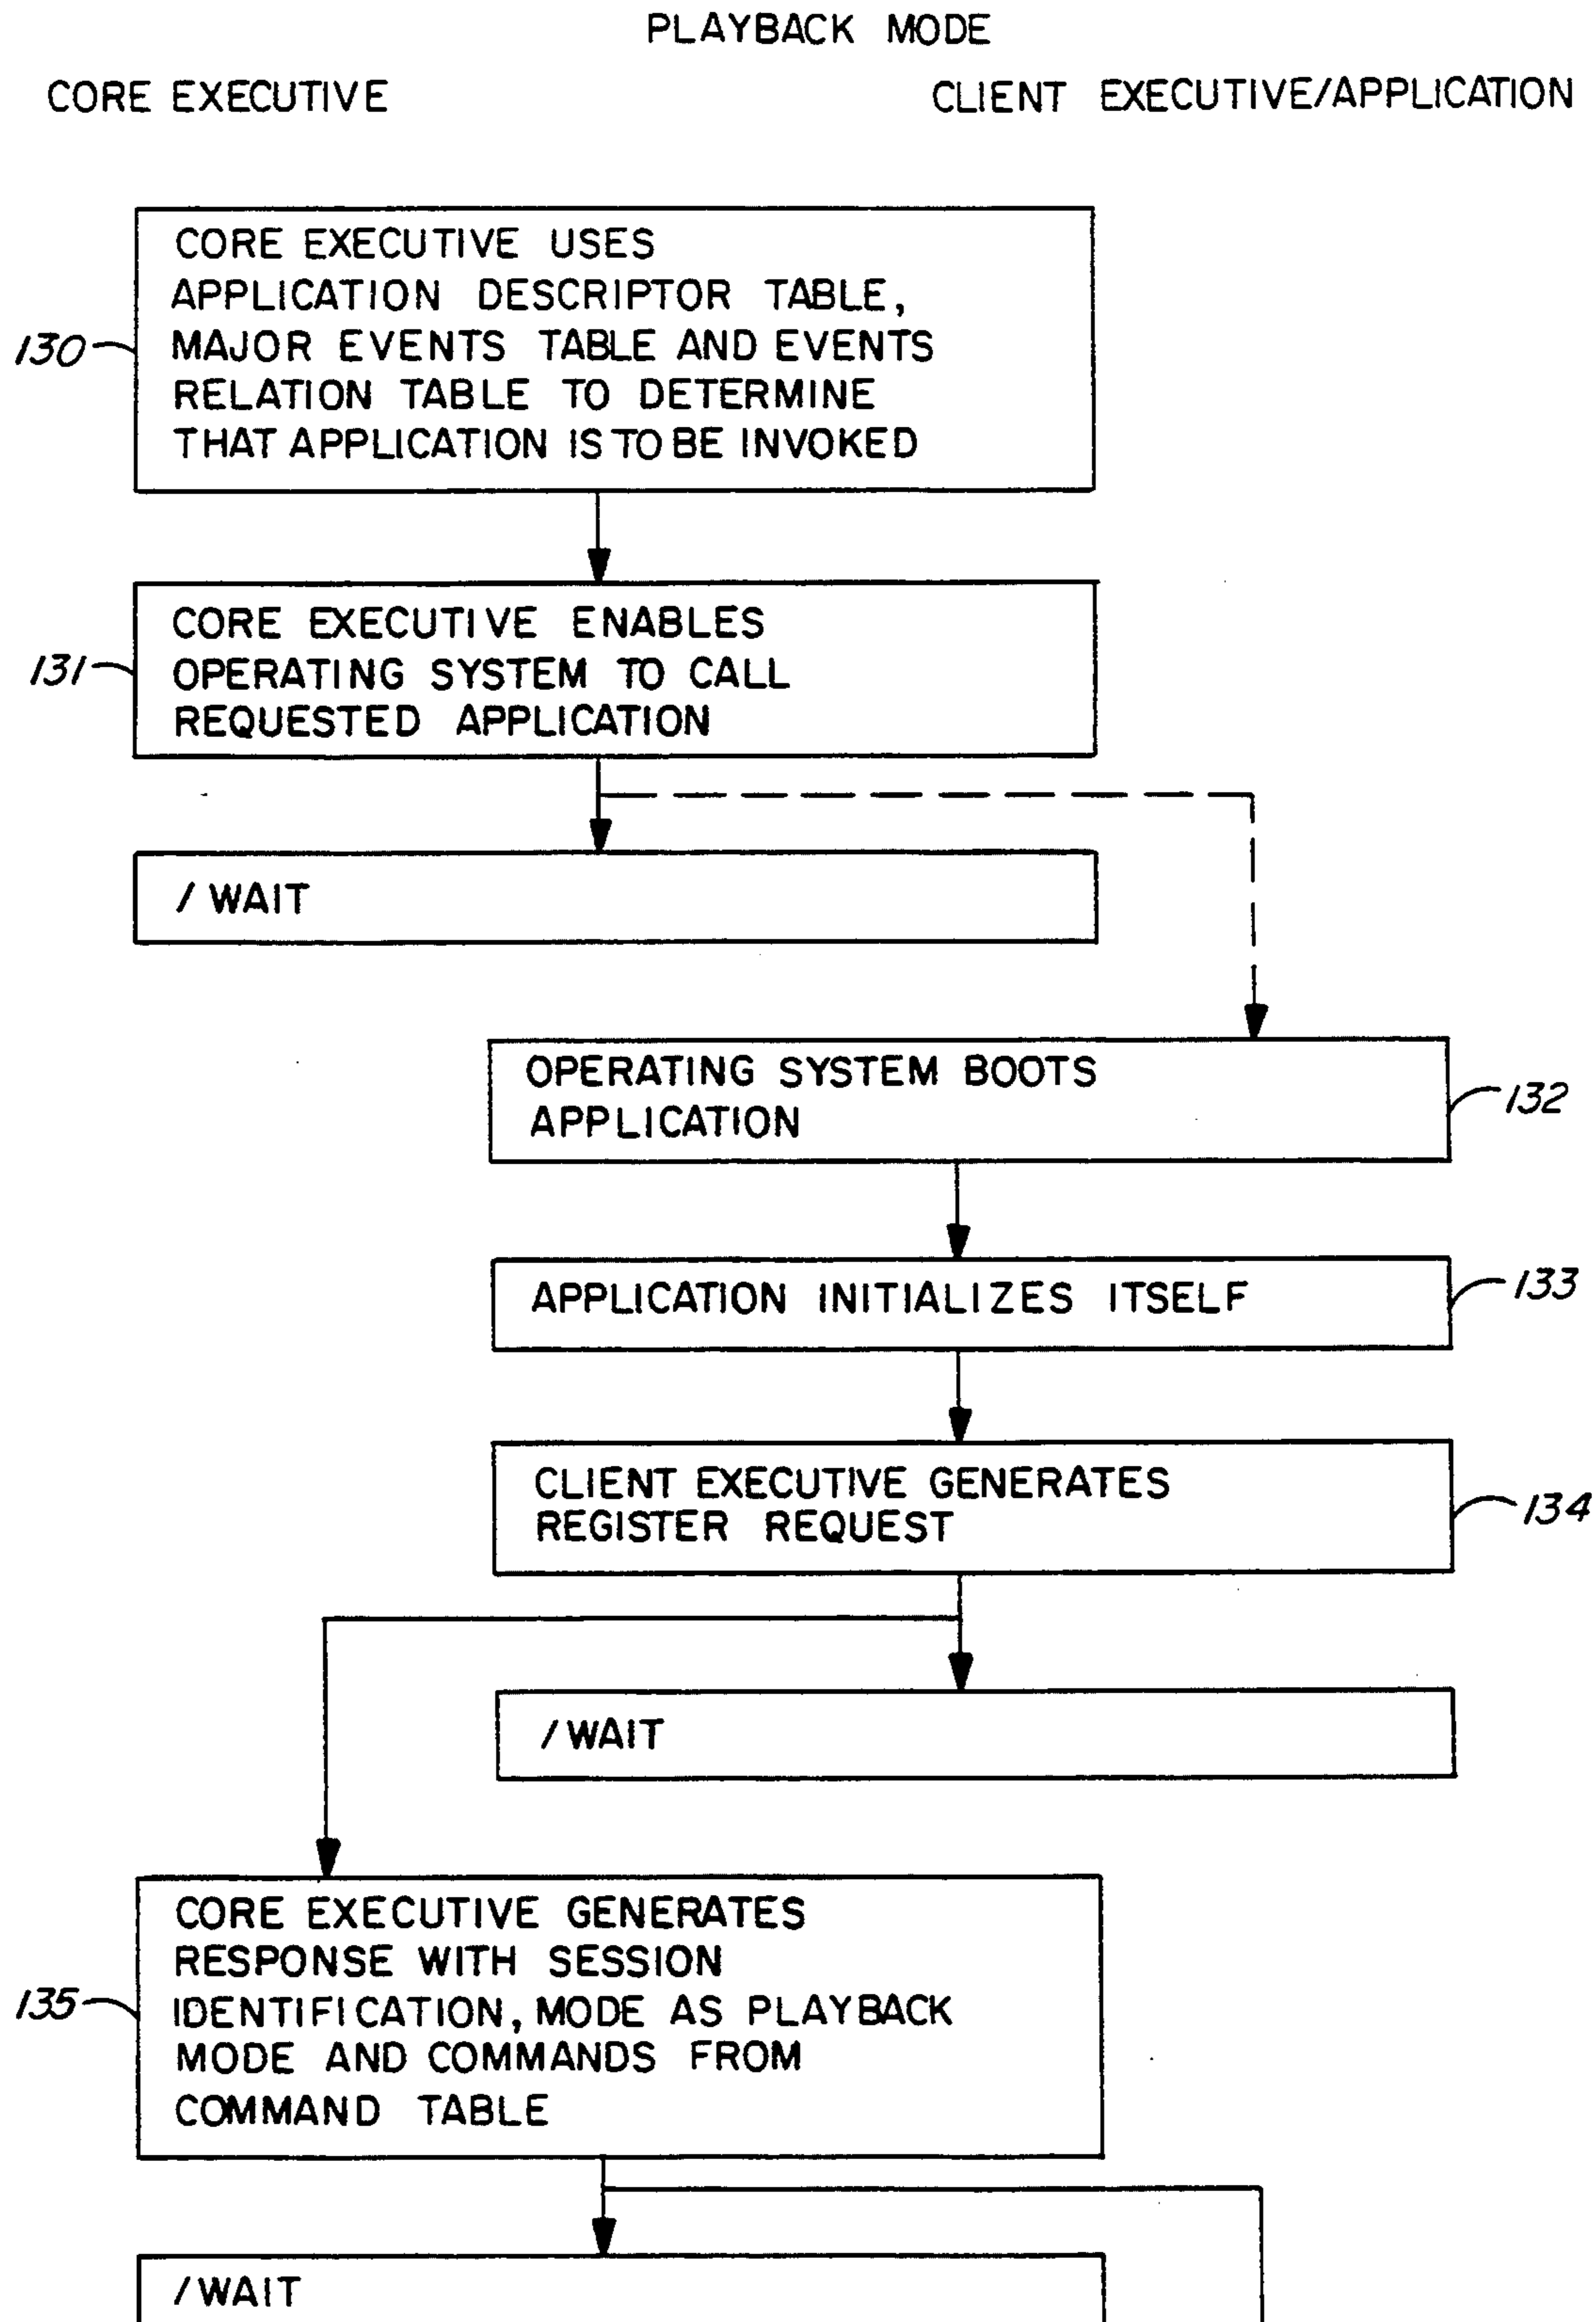 PLAYBACK MODE
CORE EXECUTIVE
CLIENT EXECUTIVE/APPLICATION
CORE EXECUTIVE USES
APPLICATION DESCRIPTOR TABLE,
MAJOR EVENTS TABLE AND EVENTS
RELATION TABLE TO DETERMINE
THAT APPLICATION IS TO BE INVOKED
130
CORE EXECUTIVE ENABLES
OPERATING SYSTEM TO CALL
REQUESTED APPLICATION
131
/ WAIT
OPERATING SYSTEM BOOTS
APPLICATION
132
APPLICATION INITIALIZES ITSELF
133
CLIENT EXECUTIVE GENERATES
REGISTER REQUEST
134
/ WAIT
CORE EXECUTIVE GENERATES
RESPONSE WITH SESSION
IDENTIFICATION, MODE AS PLAYBACK
MODE AND COMMANDS FROM
COMMAND TABLE
135
/ WAIT